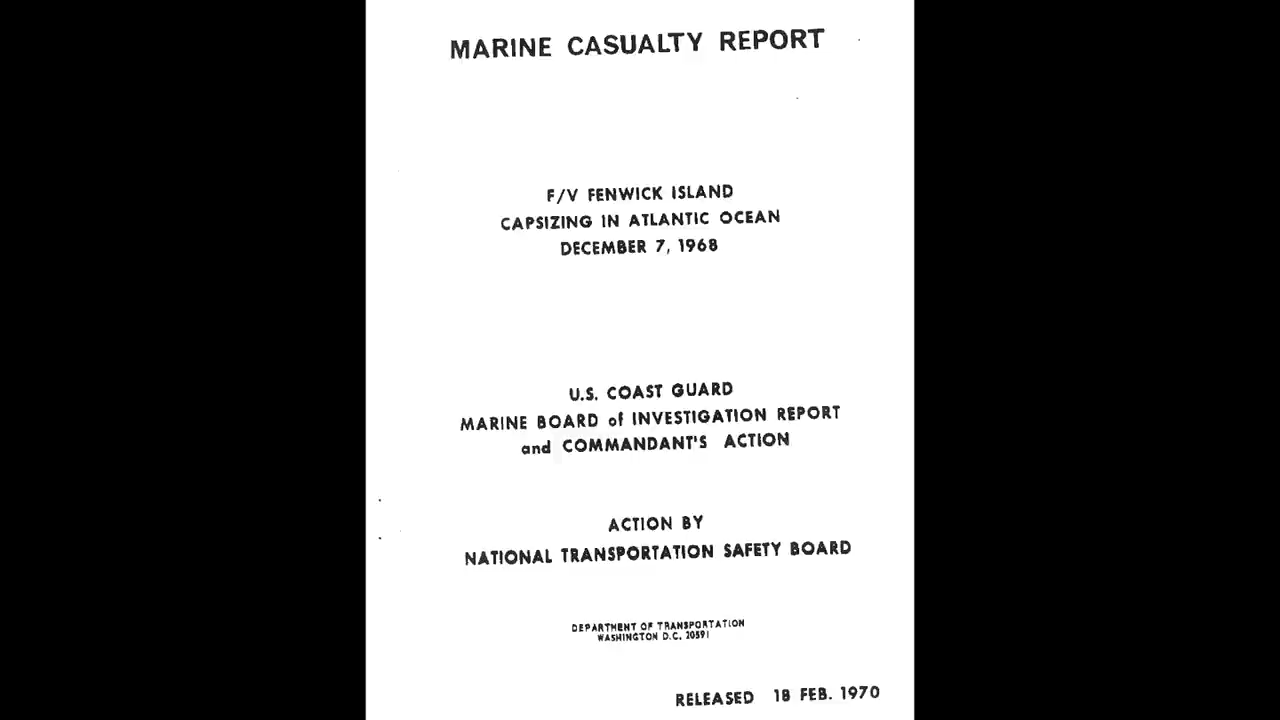 MARINE CASUALTY REPORT
F/V FENWICK ISLAND
CAPSIZING IN ATLANTIC OCEAN
DECEMBER 7, 1968
U.S. COAST GUARD
MARINE BOARD of INVESTIGATION REPORT
and COMMANDANT'S ACTION
ACTION BY
NATIONAL TRANSPORTATION SAFETY BOARD
DEPARTMENT OF TRANSPORTATION
WASHINGTON D.C. 20591
RELEASED 18 FEB. 1970